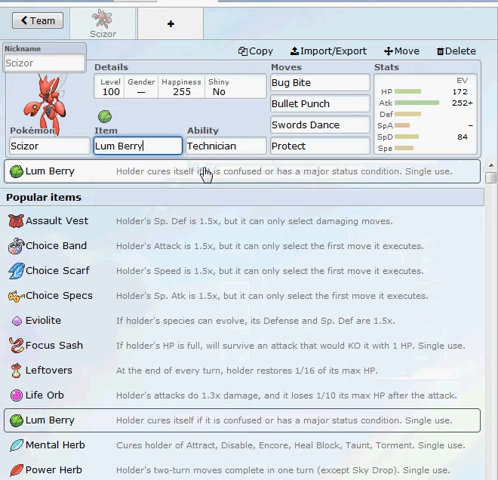 Team
Scizor
+
Copy Import/Export Move Delete
Nickname
Scizor
Details
Level Gender Happiness Shiny
100 — 255 No
Pokémon
Scizor
Item
Lum Berry
Ability
Technician
Moves
Bug Bite
Bullet Punch
Swords Dance
Protect
Stats
EV
HP 172
Atk 252+
Def
SpA –
SpD 84
Spe
Lum Berry Holder cures itself if it is confused or has a major status condition. Single use.
Popular items
Assault Vest Holder's Sp. Def is 1.5x, but it can only select damaging moves.
Choice Band Holder's Attack is 1.5x, but it can only select the first move it executes.
Choice Scarf Holder's Speed is 1.5x, but it can only select the first move it executes.
Choice Specs Holder's Sp. Atk is 1.5x, but it can only select the first move it executes.
Eviolite If holder's species can evolve, its Defense and Sp. Def are 1.5x.
Focus Sash If holder's HP is full, will survive an attack that would KO it with 1 HP. Single use.
Leftovers At the end of every turn, holder restores 1/16 of its max HP.
Life Orb Holder's attacks do 1.3x damage, and it loses 1/10 its max HP after the attack.
Lum Berry Holder cures itself if it is confused or has a major status condition. Single use.
Mental Herb Cures holder of Attract, Disable, Encore, Heal Block, Taunt, Torment. Single use.
Power Herb Holder's two-turn moves complete in one turn (except Sky Drop). Single use.